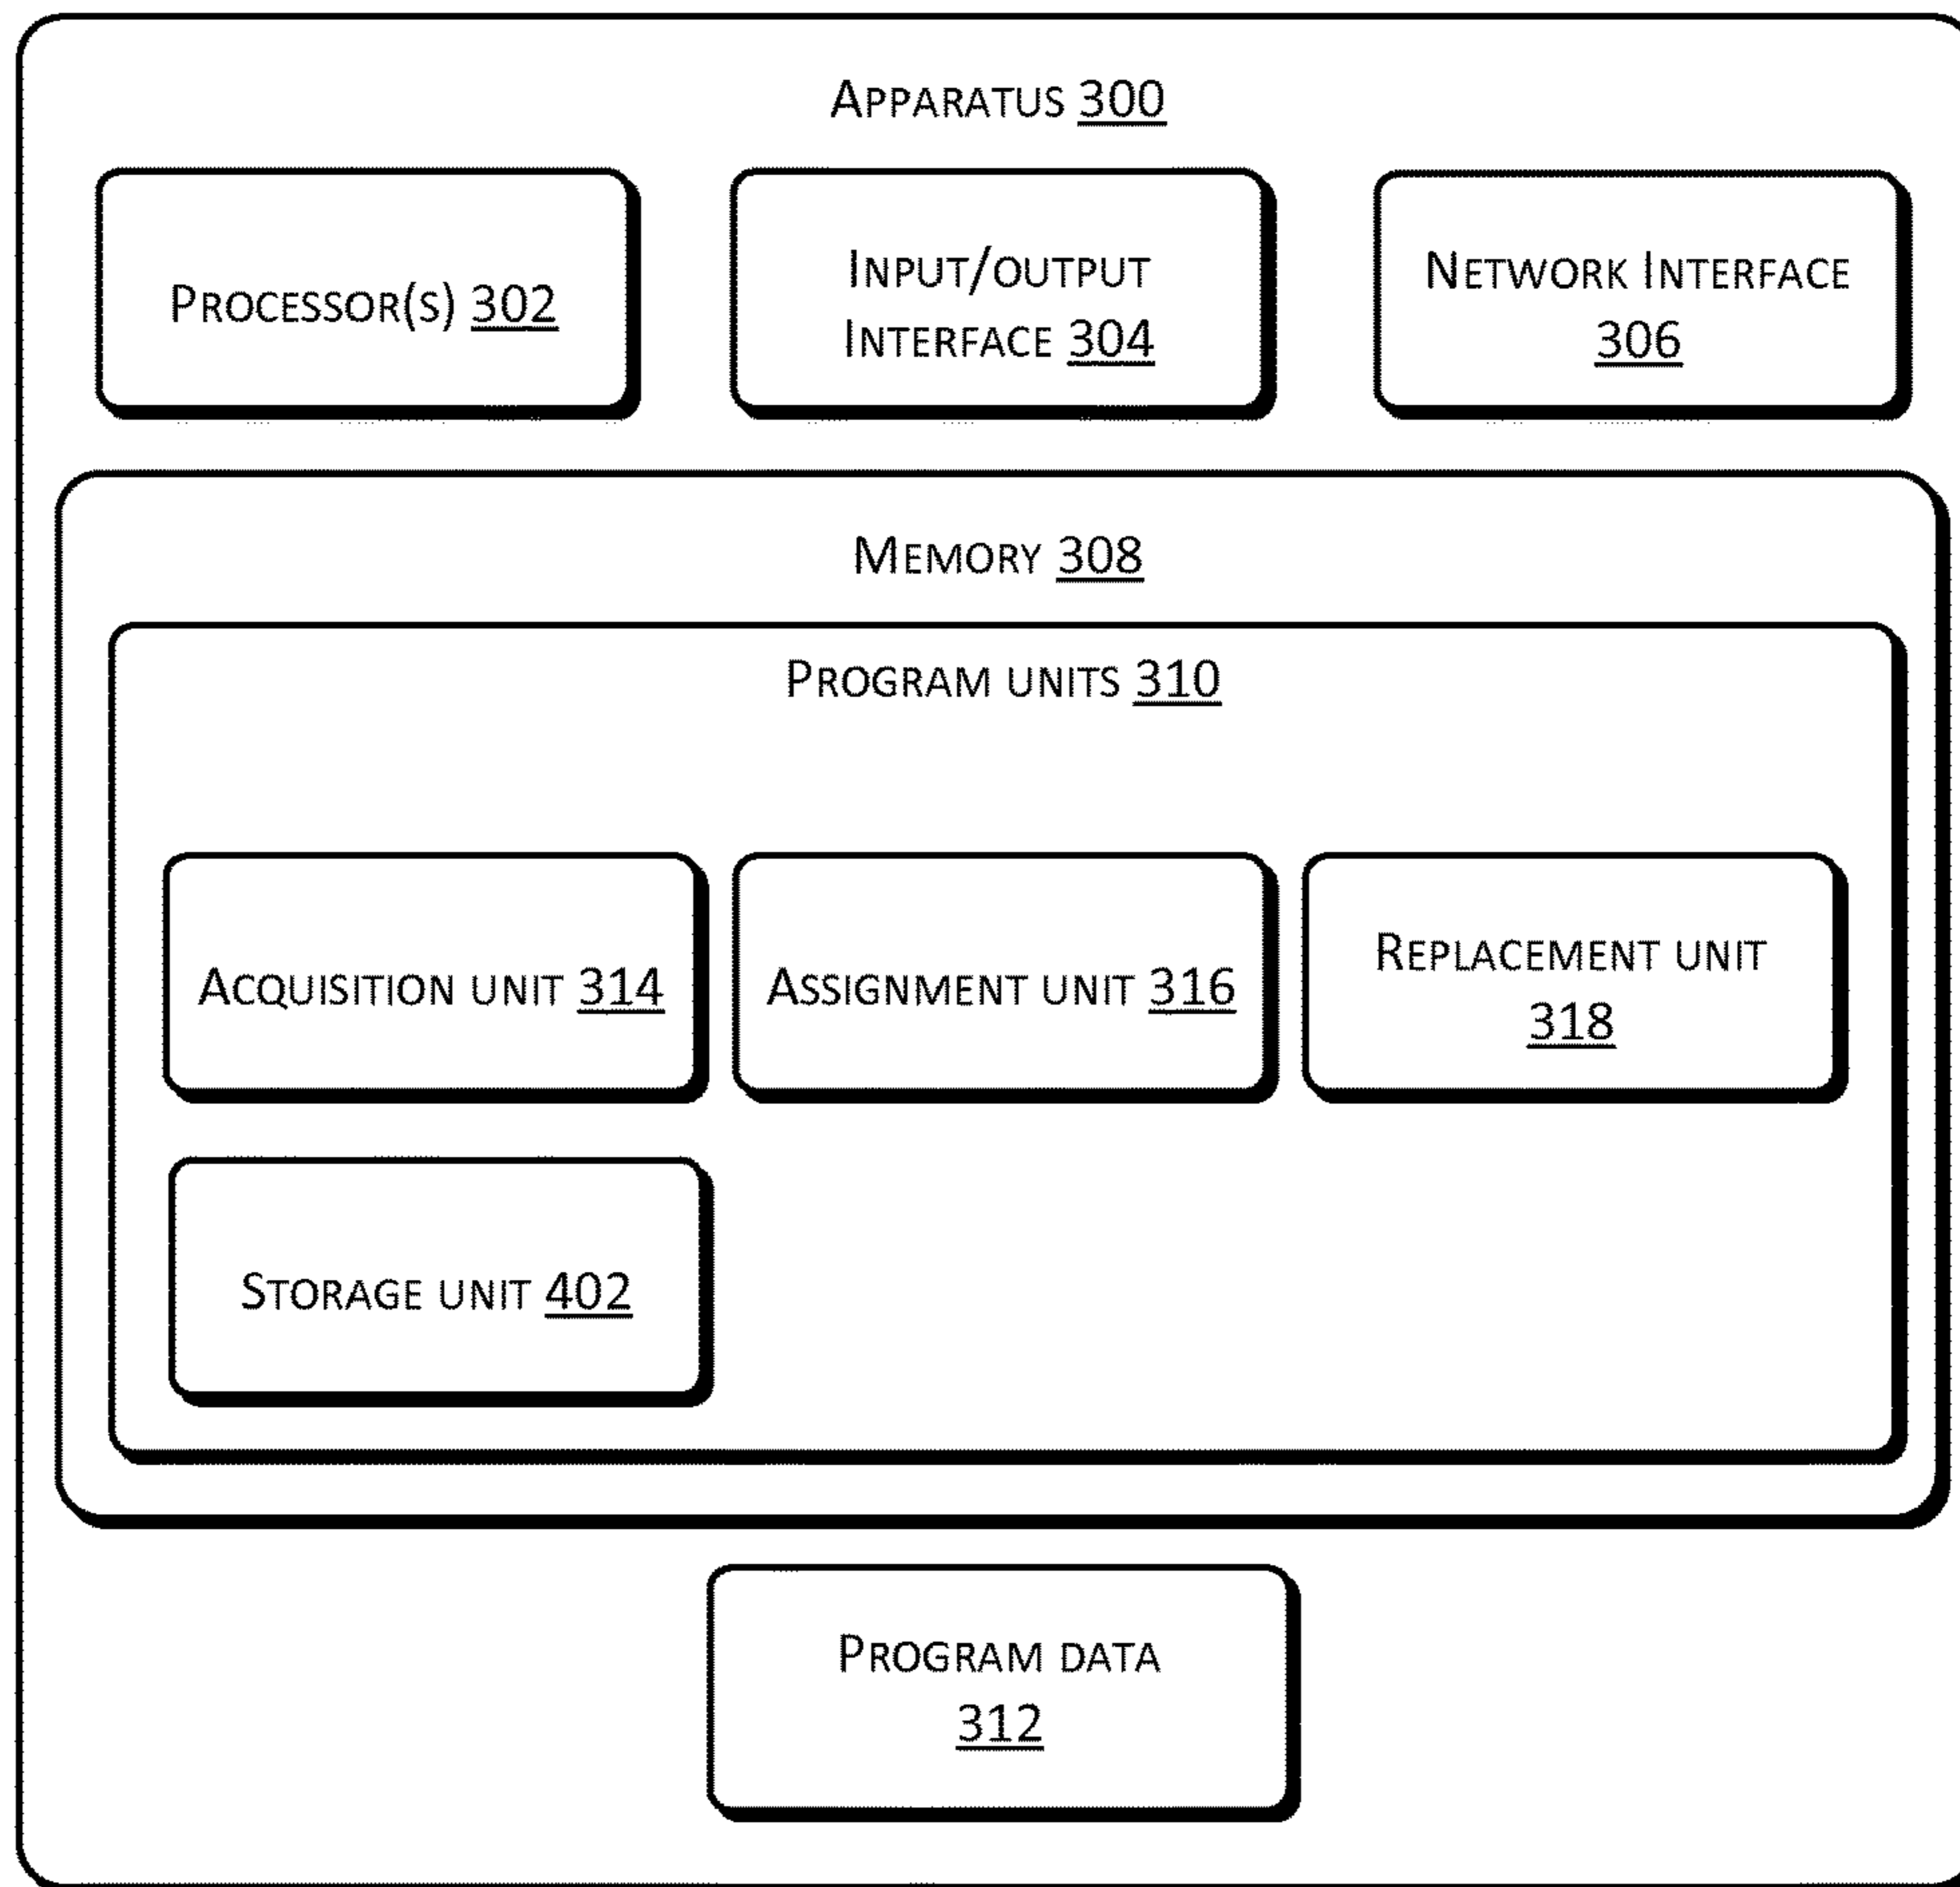 APPARATUS 300
PROCESSOR(S) 302
INPUT/OUTPUT
INTERFACE 304
NETWORK INTERFACE
306
MEMORY 308
PROGRAM UNITS 310
ACQUISITION UNIT 314
ASSIGNMENT UNIT 316
REPLACEMENT UNIT
318
STORAGE UNIT 402
PROGRAM DATA
312